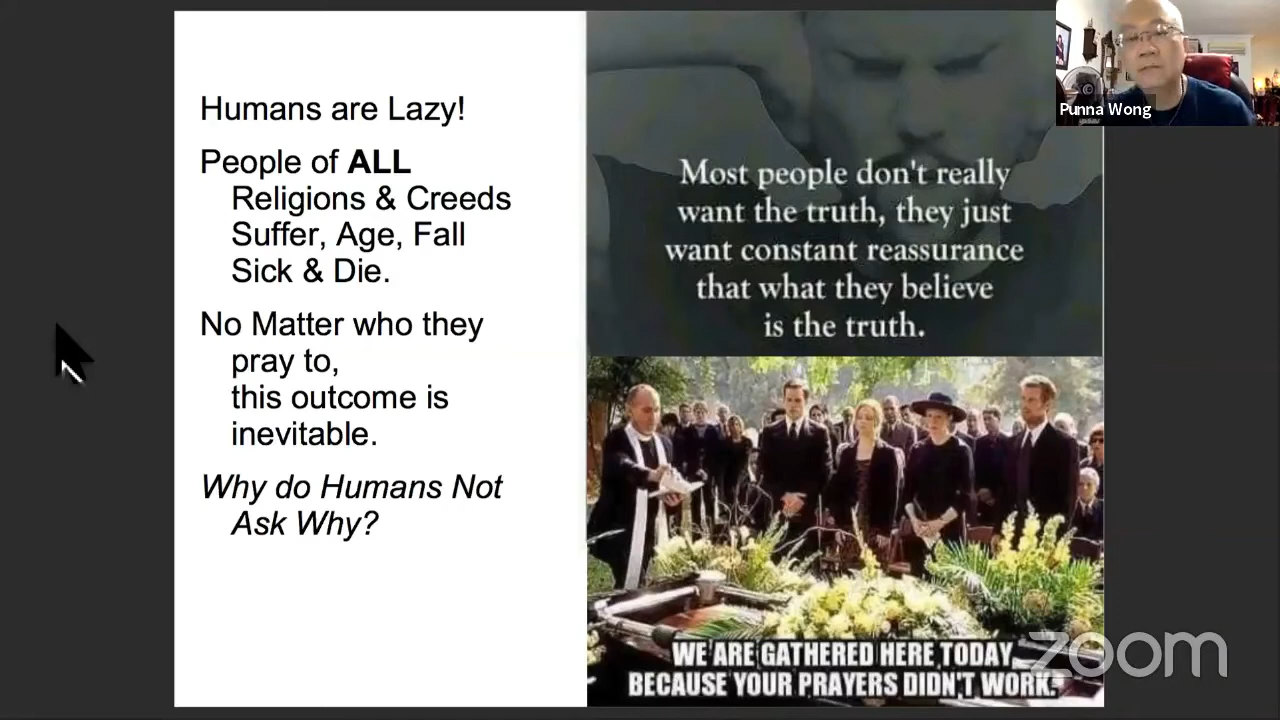 Humans are Lazy!
People of ALL
Religions & Creeds
Suffer, Age, Fall
Sick & Die.
No Matter who they
pray to,
this outcome is
inevitable.
Why do Humans Not
Ask Why?
Most people don't really
want the truth, they just
want constant reassurance
that what they believe
is the truth.
WE ARE GATHERED HERE TODAY
BECAUSE YOUR PRAYERS DIDN'T WORK.
Punna Wong
zoom